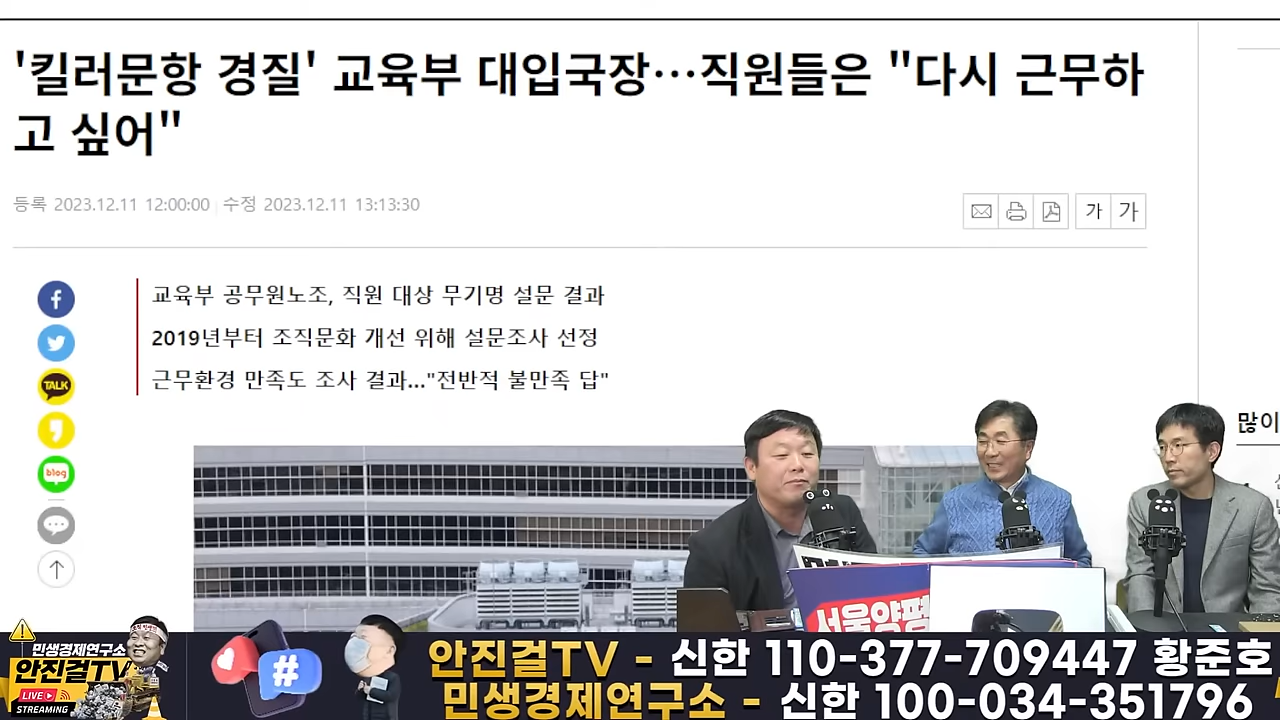 '킬러문항 경질' 교육부 대입국장…직원들은 "다시 근무하
고 싶어"
등록 2023.12.11 12:00:00 수정 2023.12.11 13:13:30
가 가
교육부 공무원노조, 직원 대상 무기명 설문 결과
2019년부터 조직문화 개선 위해 설문조사 선정
근무환경 만족도 조사 결과..."전반적 불만족 답"
TALK
blog
많이
서울양평
민생경제연구소
안진걸TV
LIVE
STREAMING
#
안진걸TV - 신한 110-377-709447 황준호
민생경제연구소 - 신한 100-034-351796